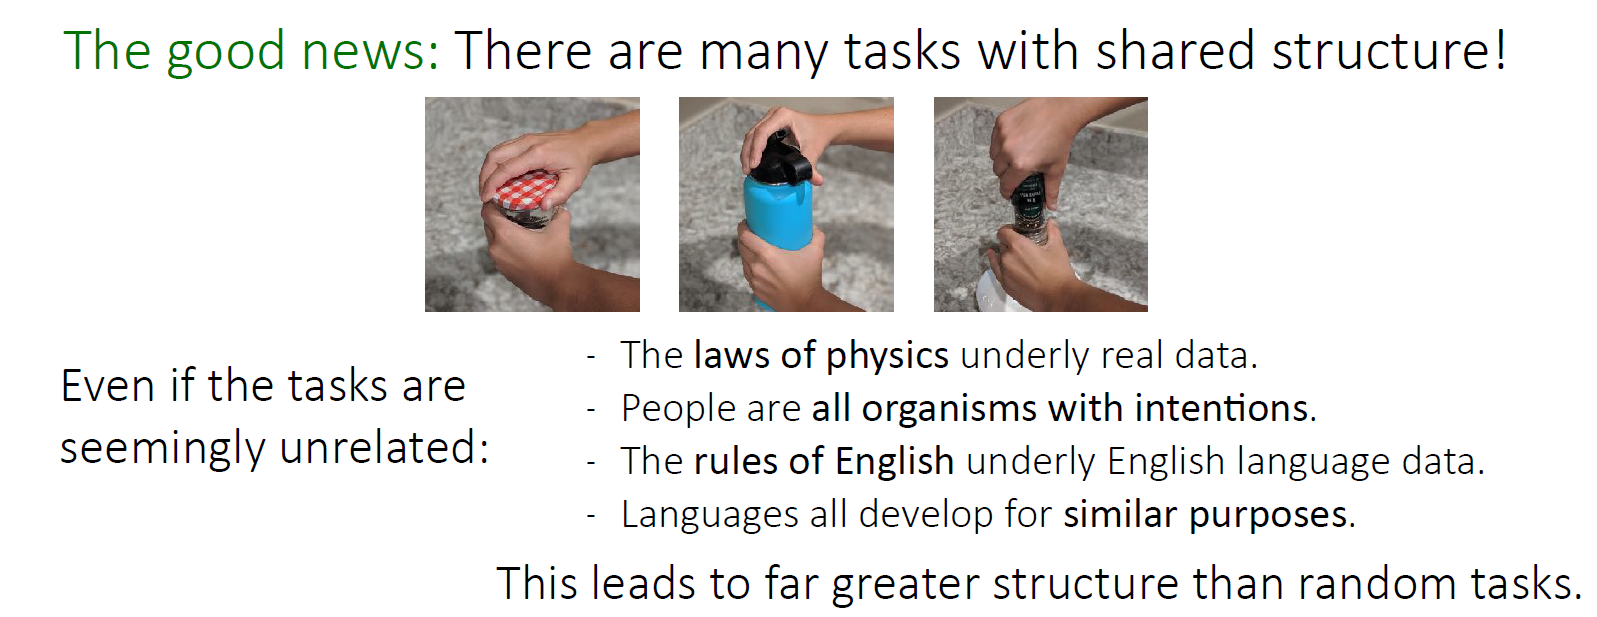 The good news: There are many tasks with shared structure!
Even if the tasks are
seemingly unrelated:
- The laws of physics underly real data.
- People are all organisms with intentions.
- The rules of English underly English language data.
- Languages all develop for similar purposes.
This leads to far greater structure than random tasks.